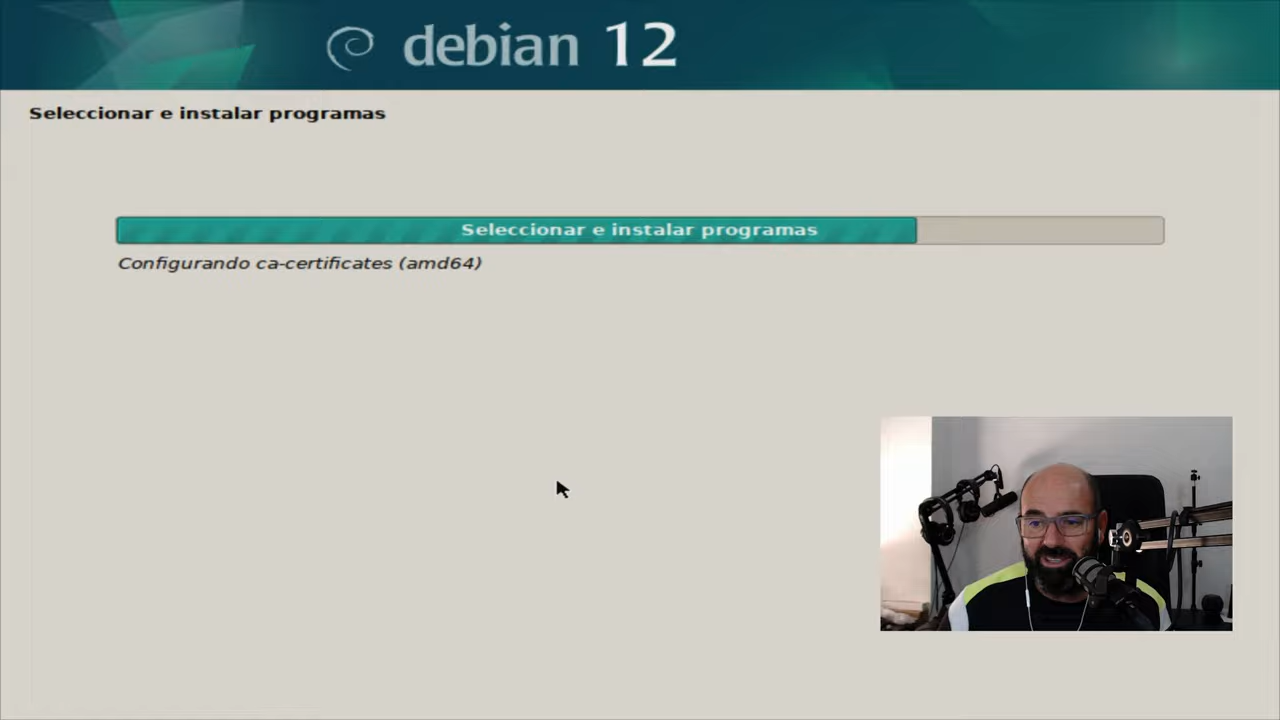 debian 12
Seleccionar e instalar programas
Seleccionar e instalar programas
Configurando ca-certificates (amd64)